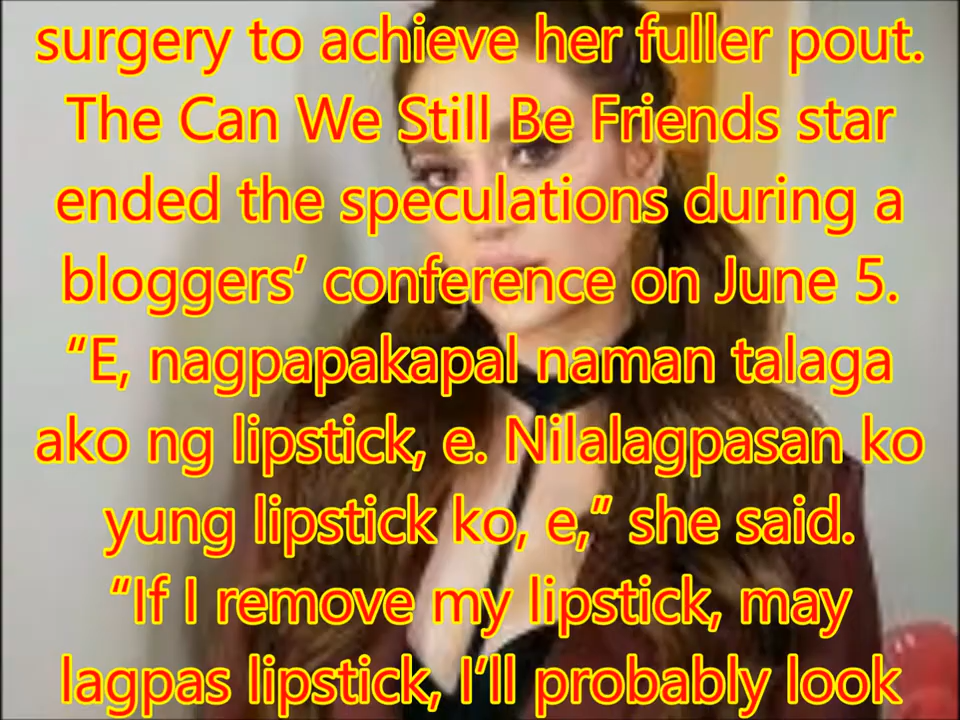 surgery to achieve her fuller pout.
The Can We Still Be Friends star
ended the speculations during a
bloggers’ conference on June 5.
“E, nagpapakapal naman talaga
ako ng lipstick, e. Nilalagpasan ko
yung lipstick ko, e,” she said.
“If I remove my lipstick, may
lagpas lipstick, I’ll probably look